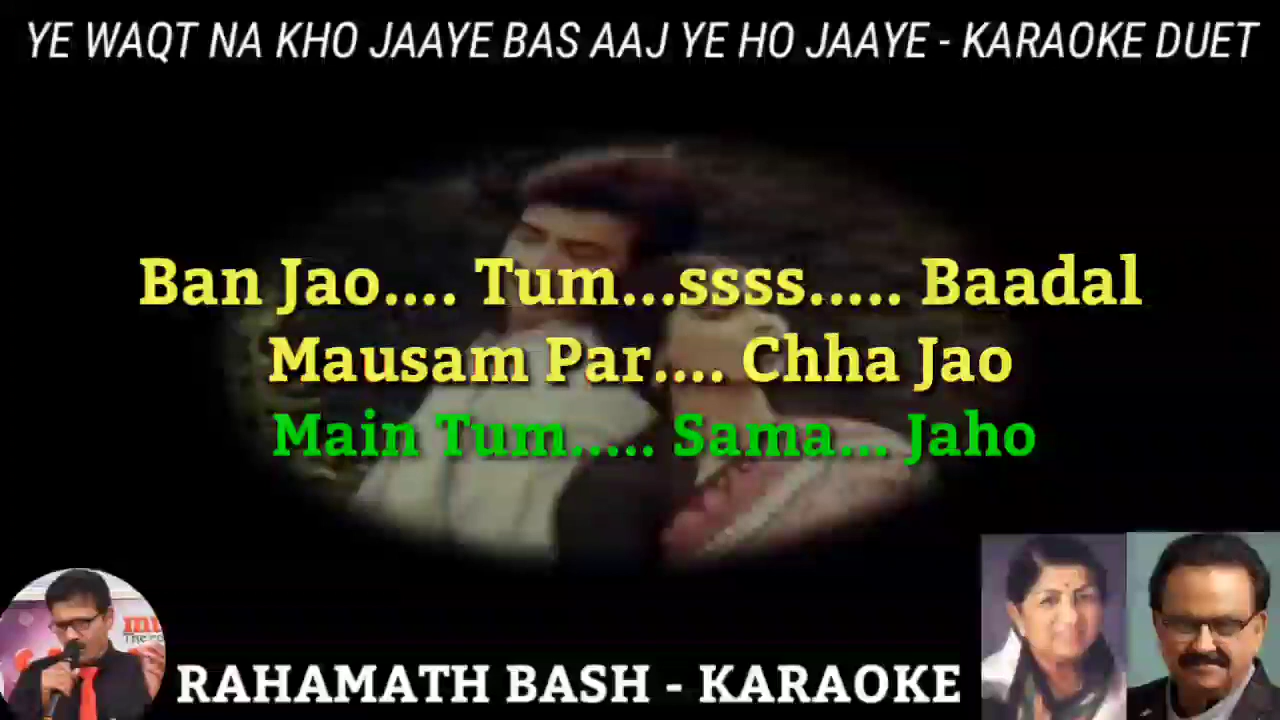 YE WAQT NA KHO JAAYE BAS AAJ YE HO JAAYE - KARAOKE DUET
Ban Jao.... Tum...ssss..... Baadal
Mausam Par.... Chha Jao
Main Tum..... Sama... Jaho
RAHAMATH BASH - KARAOKE